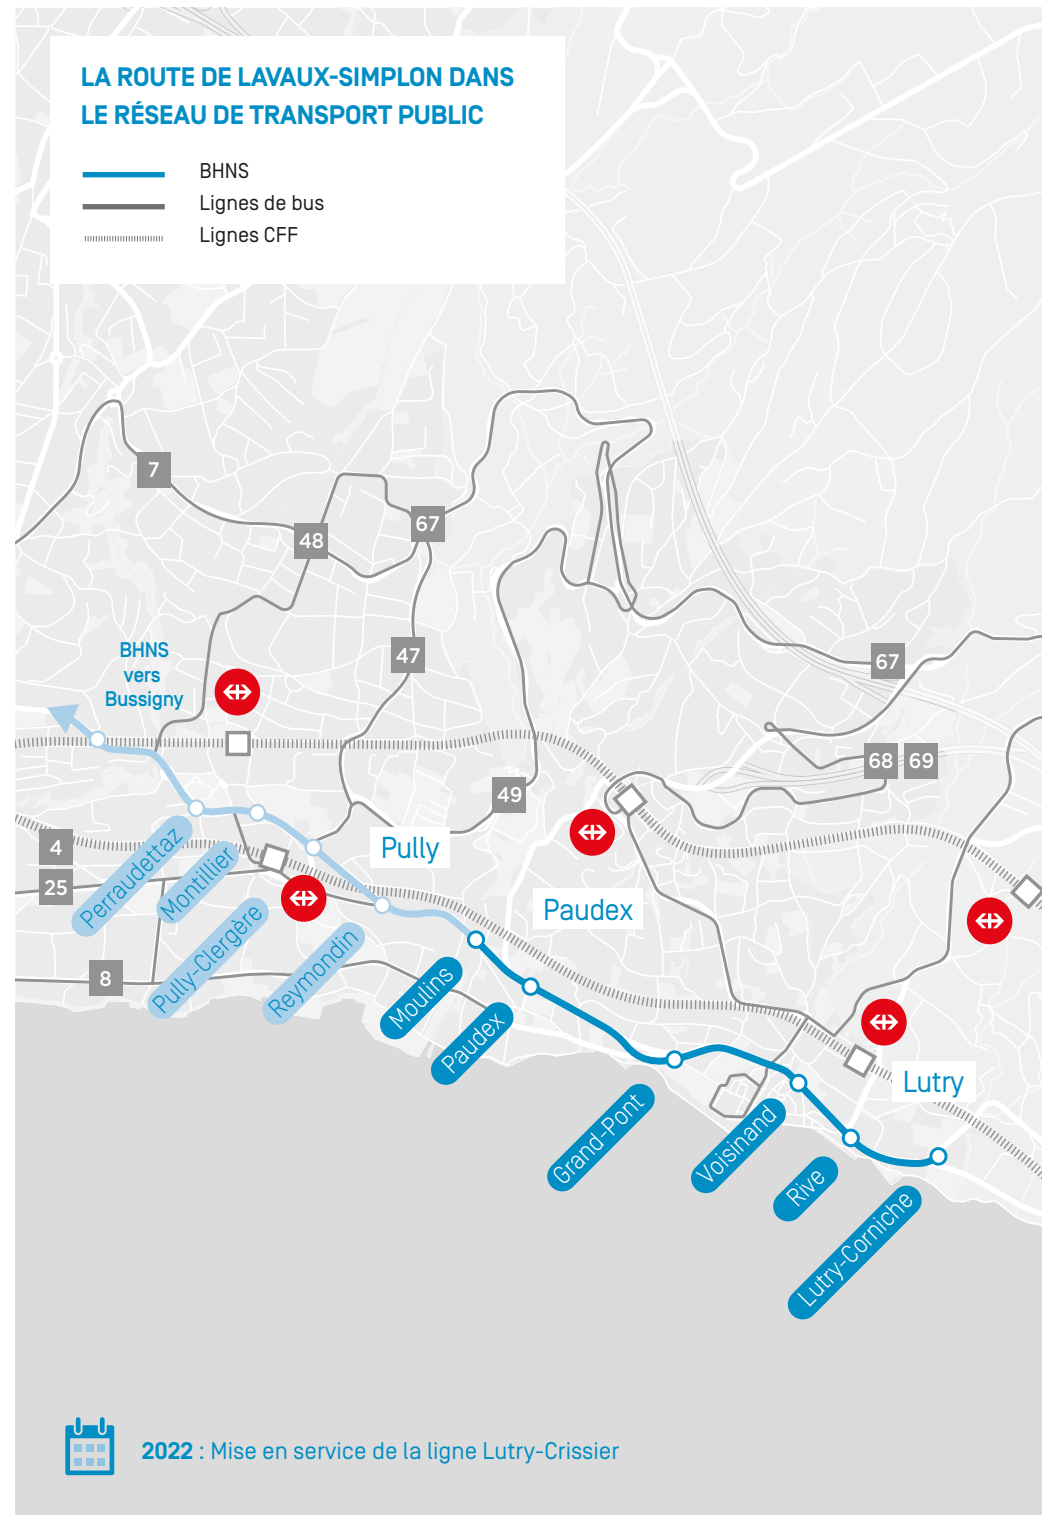 LA ROUTE DE LAVAUX-SIMPLON DANS
LE RÉSEAU DE TRANSPORT PUBLIC
BHNS
Lignes de bus
Lignes CFF
7
48
67
47
BHNS
vers
Bussigny
67
68
69
49
4
25
8
Pully
Paudex
Lutry
Perraudettaz
Montillier
Pully-Clergère
Reymondin
Moulins
Paudex
Grand-Pont
Voisinand
Rive
Lutry-Corniche
2022 : Mise en service de la ligne Lutry-Crissier